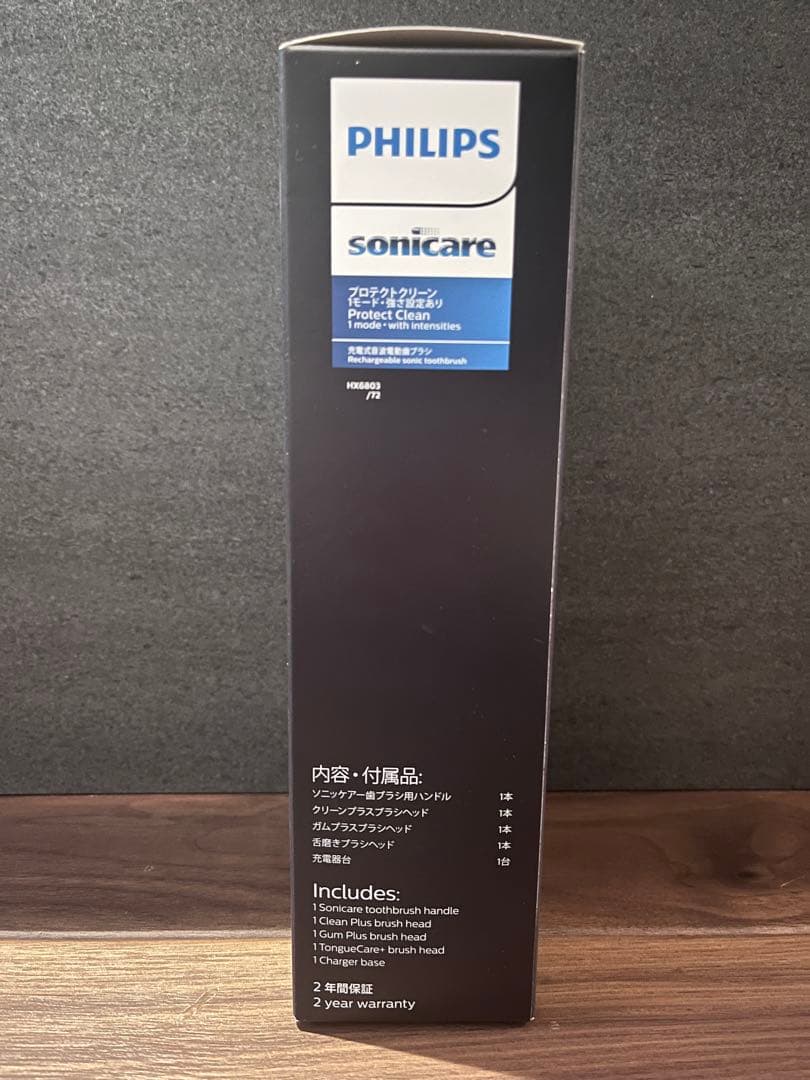 PHILIPS
sonicare
プロテクトクリーン
1モード・強さ設定あり
Protect Clean
1 mode • with intensities
充電式音波電動歯ブラシ
Rechargeable sonic toothbrush
HX6803
/72
内容・付属品:
ソニッケアー歯ブラシ用ハンドル 1本
クリーンプラスブラシヘッド 1本
ガムプラスブラシヘッド 1本
舌磨きブラシヘッド 1本
充電器台 1台
Includes:
1 Sonicare toothbrush handle
1 Clean Plus brush head
1 Gum Plus brush head
1 TongueCare+ brush head
1 Charger base
2 年間保証
2 year warranty